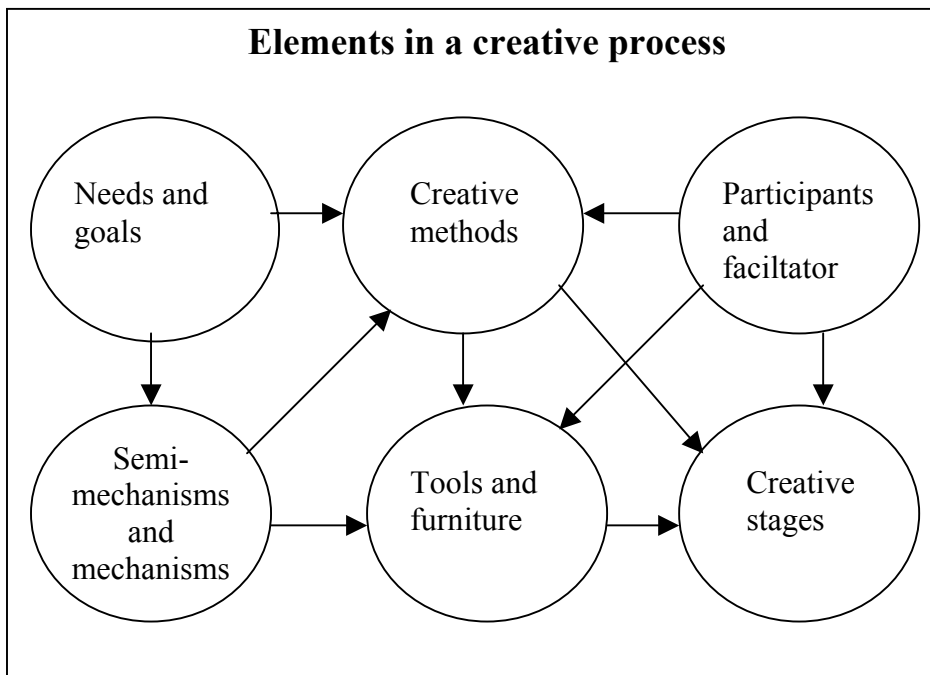 Elements in a creative process
Needs and
goals
Creative
methods
Participants
and
faciltator
Semi-
mechanisms
and
mechanisms
Tools and
furniture
Creative
stages